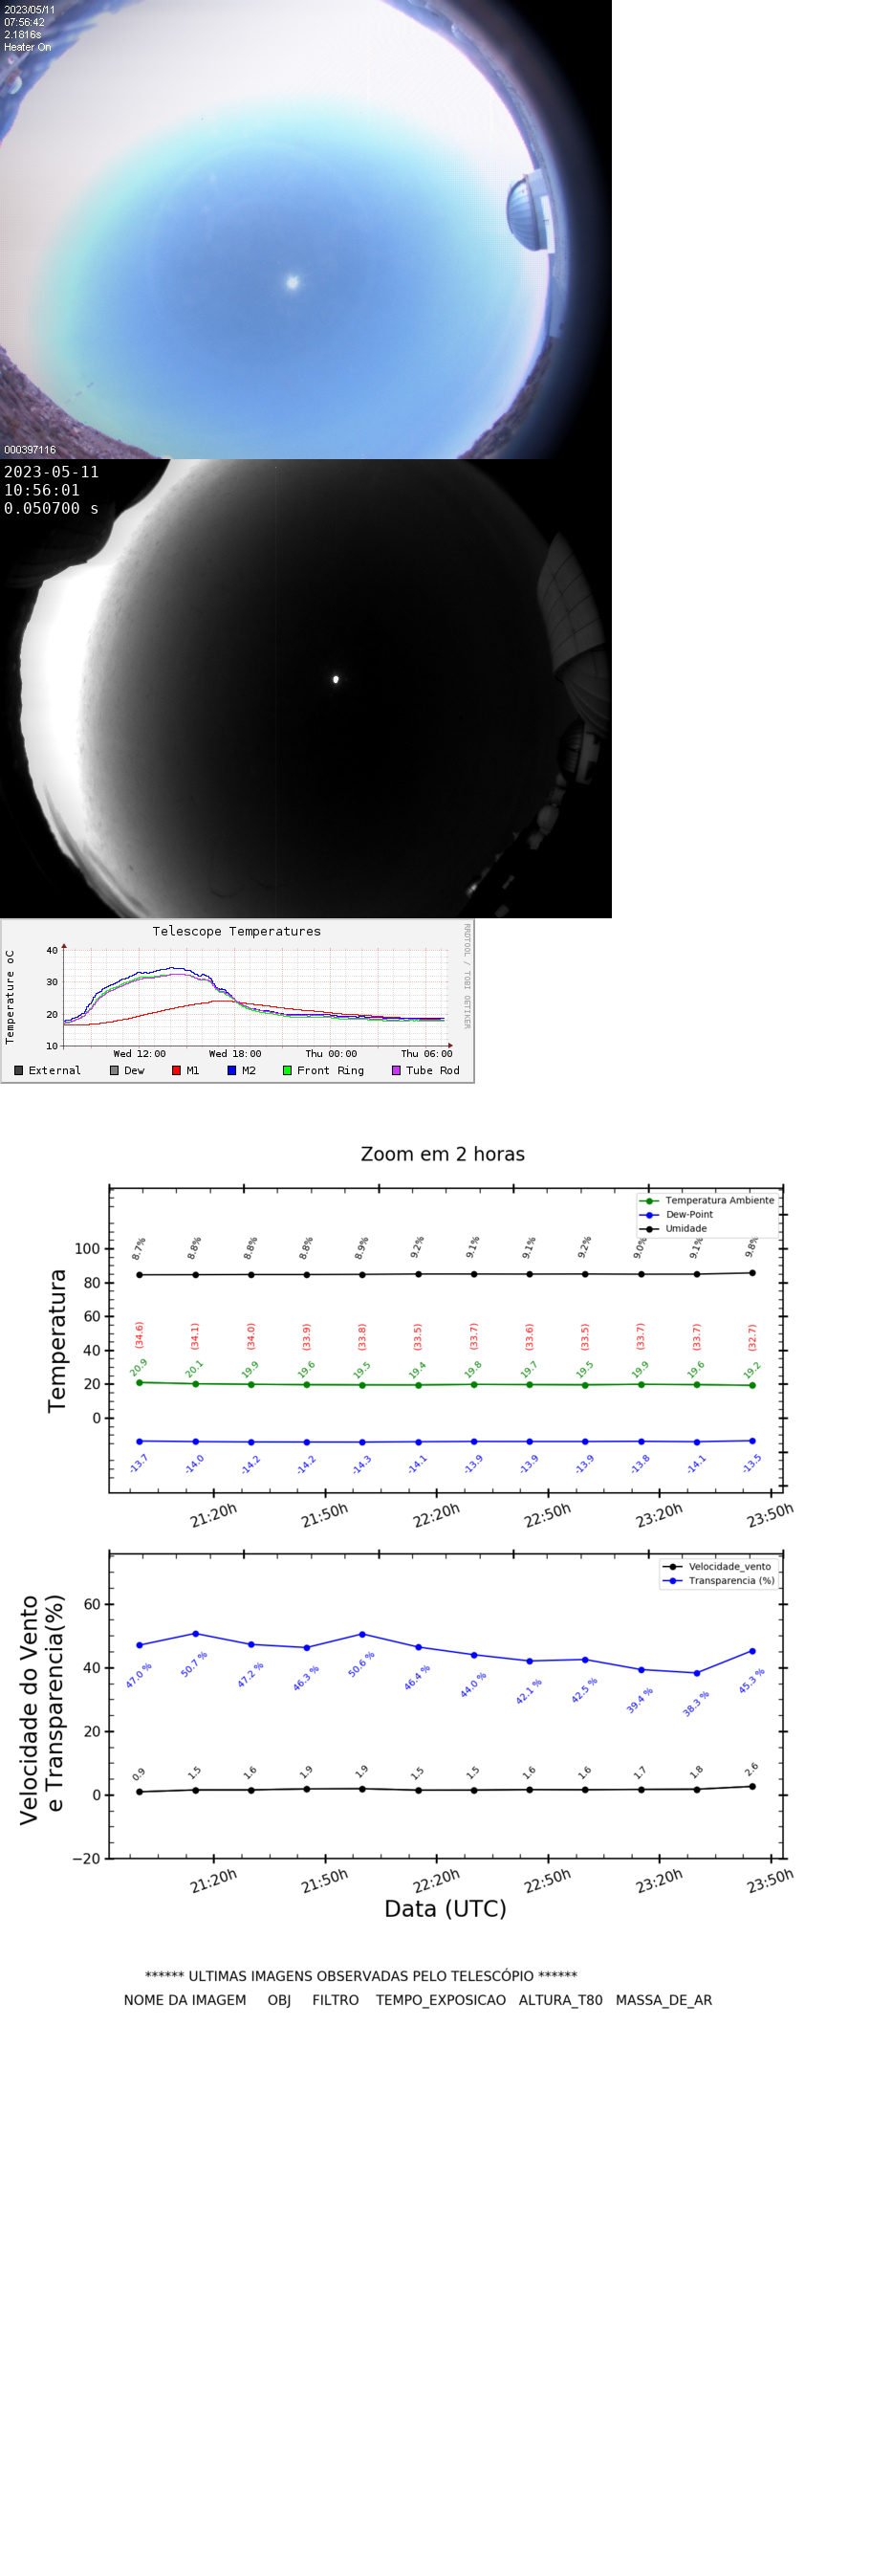 2023/05/11
07:56:42
2.1816s
Heater On
000397116
2023-05-11
10:56:01
0.050700 s
Telescope Temperatures
Temperature oC
40
30
20
10
Wed 12:00 Wed 18:00 Thu 00:00 Thu 06:00
External Dew M1 M2 Front Ring Tube Rod
RRDTOOL / TOBI OETIKER
Zoom em 2 horas
Temperatura
Temperatura Ambiente
Dew-Point
Umidade
100
80
60
40
20
0
8.7% 8.8% 8.8% 8.8% 8.9% 9.2% 9.1% 9.1% 9.2% 9.0% 9.1% 9.8%
(34.6) (34.1) (34.0) (33.9) (33.8) (33.5) (33.7) (33.6) (33.5) (33.7) (33.7) (32.7)
20.9 20.1 19.9 19.6 19.5 19.4 19.8 19.7 19.5 19.9 19.6 19.2
-13.7 -14.0 -14.2 -14.2 -14.3 -14.1 -13.9 -13.9 -13.9 -13.8 -14.1 -13.5
21:20h 21:50h 22:20h 22:50h 23:20h 23:50h
Velocidade do Vento
e Transparencia(%)
Velocidade_vento
Transparencia (%)
60
40
20
0
−20
47.0 % 50.7 % 47.2 % 46.3 % 50.6 % 46.4 % 44.0 % 42.1 % 42.5 % 39.4 % 38.3 % 45.3 %
0.9 1.5 1.6 1.9 1.9 1.5 1.5 1.6 1.6 1.7 1.8 2.6
21:20h 21:50h 22:20h 22:50h 23:20h 23:50h
Data (UTC)
****** ULTIMAS IMAGENS OBSERVADAS PELO TELESCÓPIO ******
NOME DA IMAGEM OBJ FILTRO TEMPO_EXPOSICAO ALTURA_T80 MASSA_DE_AR